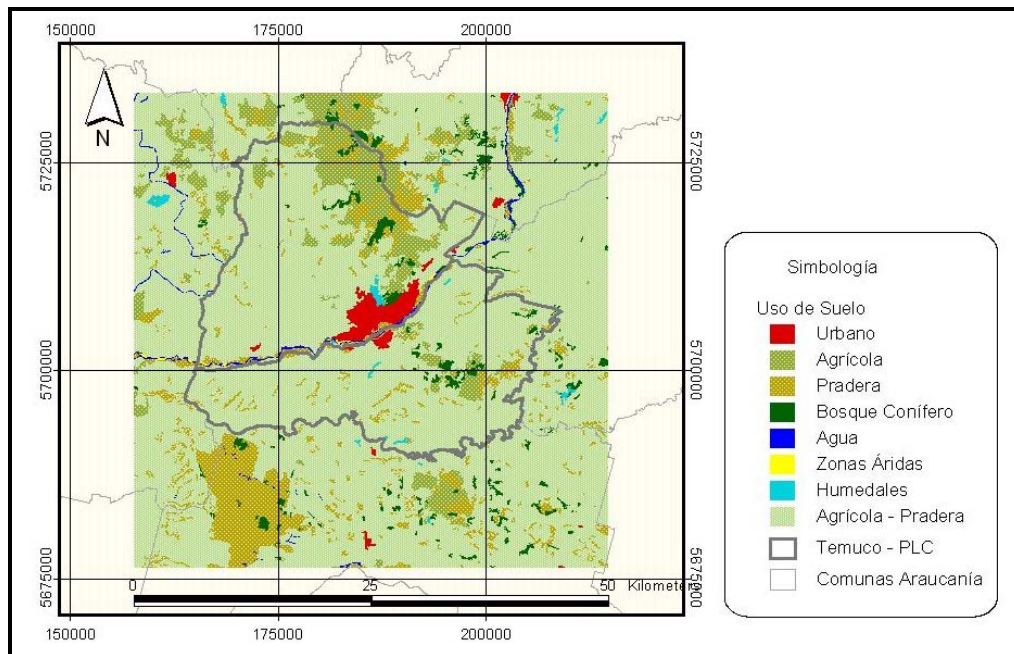 150000 175000 200000
N
5725000 5725000
5700000 5700000
5675000 5675000
0 25 50 Kilometers
150000 175000 200000
Simbología
Uso de Suelo
Urbano
Agrícola
Pradera
Bosque Conífero
Agua
Zonas Áridas
Humedales
Agrícola - Pradera
Temuco - PLC
Comunas Araucanía